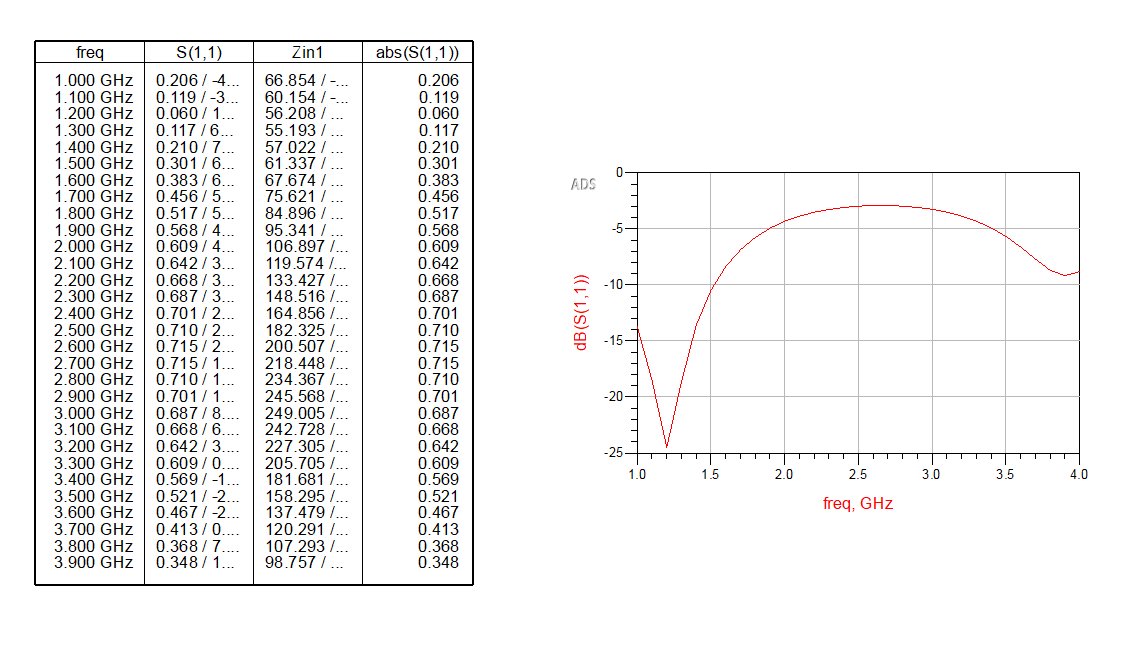 freq S(1,1) Zin1 abs(S(1,1))
1.000 GHz 0.206 / -4... 66.854 / -... 0.206
1.100 GHz 0.119 / -3... 60.154 / -... 0.119
1.200 GHz 0.060 / 1... 56.208 / ... 0.060
1.300 GHz 0.117 / 6... 55.193 / ... 0.117
1.400 GHz 0.210 / 7... 57.022 / ... 0.210
1.500 GHz 0.301 / 6... 61.337 / ... 0.301
1.600 GHz 0.383 / 6... 67.674 / ... 0.383
1.700 GHz 0.456 / 5... 75.621 / ... 0.456
1.800 GHz 0.517 / 5... 84.896 / ... 0.517
1.900 GHz 0.568 / 4... 95.341 / ... 0.568
2.000 GHz 0.609 / 4... 106.897 /... 0.609
2.100 GHz 0.642 / 3... 119.574 /... 0.642
2.200 GHz 0.668 / 3... 133.427 /... 0.668
2.300 GHz 0.687 / 3... 148.516 /... 0.687
2.400 GHz 0.701 / 2... 164.856 /... 0.701
2.500 GHz 0.710 / 2... 182.325 /... 0.710
2.600 GHz 0.715 / 2... 200.507 /... 0.715
2.700 GHz 0.715 / 1... 218.448 /... 0.715
2.800 GHz 0.710 / 1... 234.367 /... 0.710
2.900 GHz 0.701 / 1... 245.568 /... 0.701
3.000 GHz 0.687 / 8.... 249.005 /... 0.687
3.100 GHz 0.668 / 6.... 242.728 /... 0.668
3.200 GHz 0.642 / 3.... 227.305 /... 0.642
3.300 GHz 0.609 / 0.... 205.705 /... 0.609
3.400 GHz 0.569 / -1... 181.681 /... 0.569
3.500 GHz 0.521 / -2... 158.295 /... 0.521
3.600 GHz 0.467 / -2... 137.479 /... 0.467
3.700 GHz 0.413 / 0.... 120.291 /... 0.413
3.800 GHz 0.368 / 7.... 107.293 /... 0.368
3.900 GHz 0.348 / 1... 98.757 / ... 0.348
ADS
dB(S(1,1))
0
-5
-10
-15
-20
-25
1.0 1.5 2.0 2.5 3.0 3.5 4.0
freq, GHz